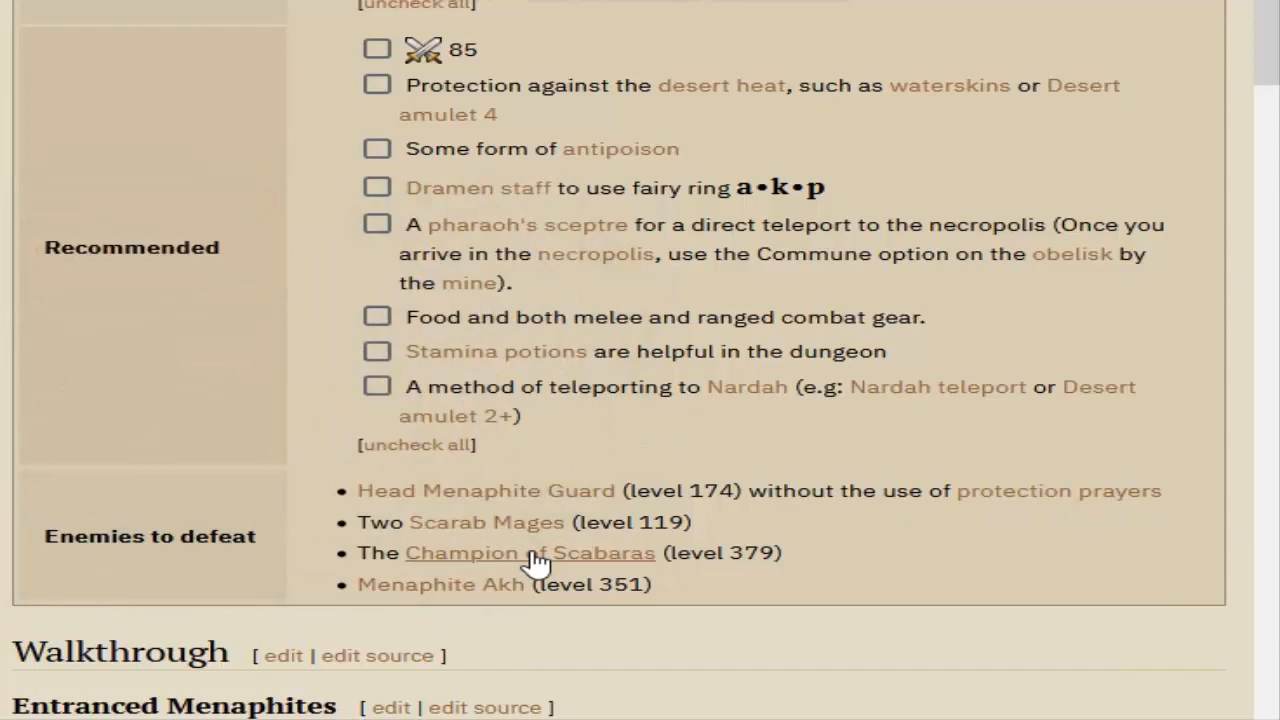 [uncheck all]
Recommended
85
Protection against the desert heat, such as waterskins or Desert
amulet 4
Some form of antipoison
Dramen staff to use fairy ring a•k•p
A pharaoh's sceptre for a direct teleport to the necropolis (Once you
arrive in the necropolis, use the Commune option on the obelisk by
the mine).
Food and both melee and ranged combat gear.
Stamina potions are helpful in the dungeon
A method of teleporting to Nardah (e.g: Nardah teleport or Desert
amulet 2+)
[uncheck all]
Enemies to defeat
• Head Menaphite Guard (level 174) without the use of protection prayers
• Two Scarab Mages (level 119)
• The Champion of Scabaras (level 379)
• Menaphite Akh (level 351)
Walkthrough [ edit | edit source ]
Entranced Menaphites [ edit | edit source ]